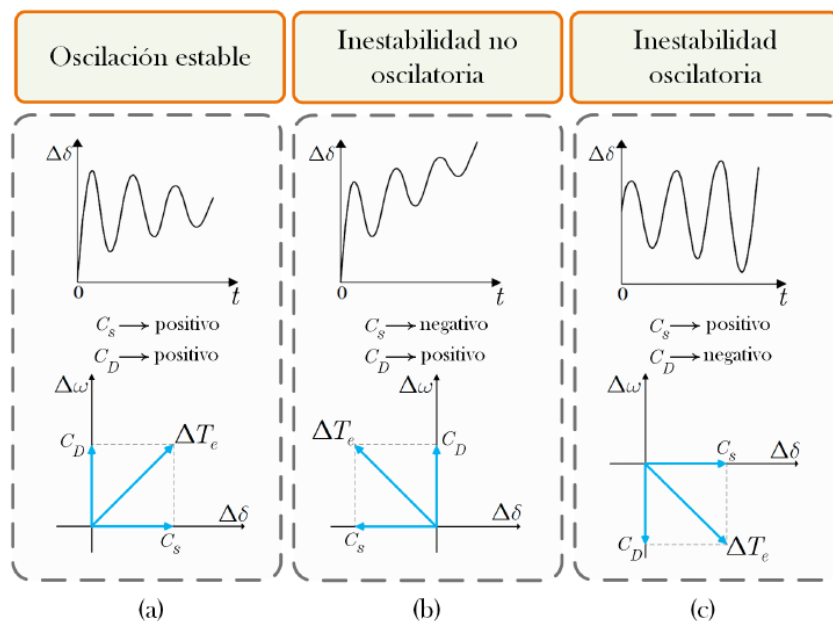 Oscilación estable
Inestabilidad no
oscilatoria
Inestabilidad
oscilatoria
Δδ
0
t
C_s → positivo
C_D → positivo
Δω
C_D
ΔT_e
Δδ
C_s
(a)
Δδ
0
t
C_s → negativo
C_D → positivo
Δω
ΔT_e
C_D
Δδ
C_s
(b)
Δδ
0
t
C_s → positivo
C_D → negativo
Δω
C_s
Δδ
C_D
ΔT_e
(c)